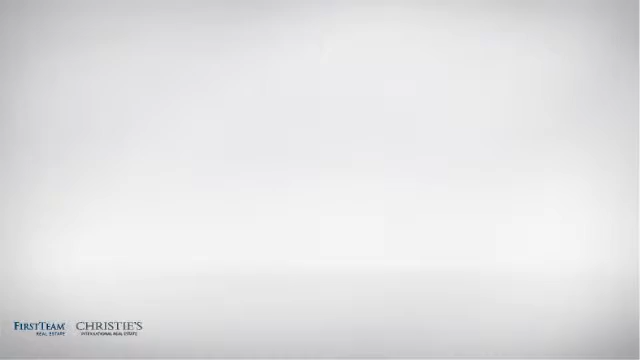 FIRSTTEAM
REAL ESTATE
CHRISTIE'S
INTERNATIONAL REAL ESTATE